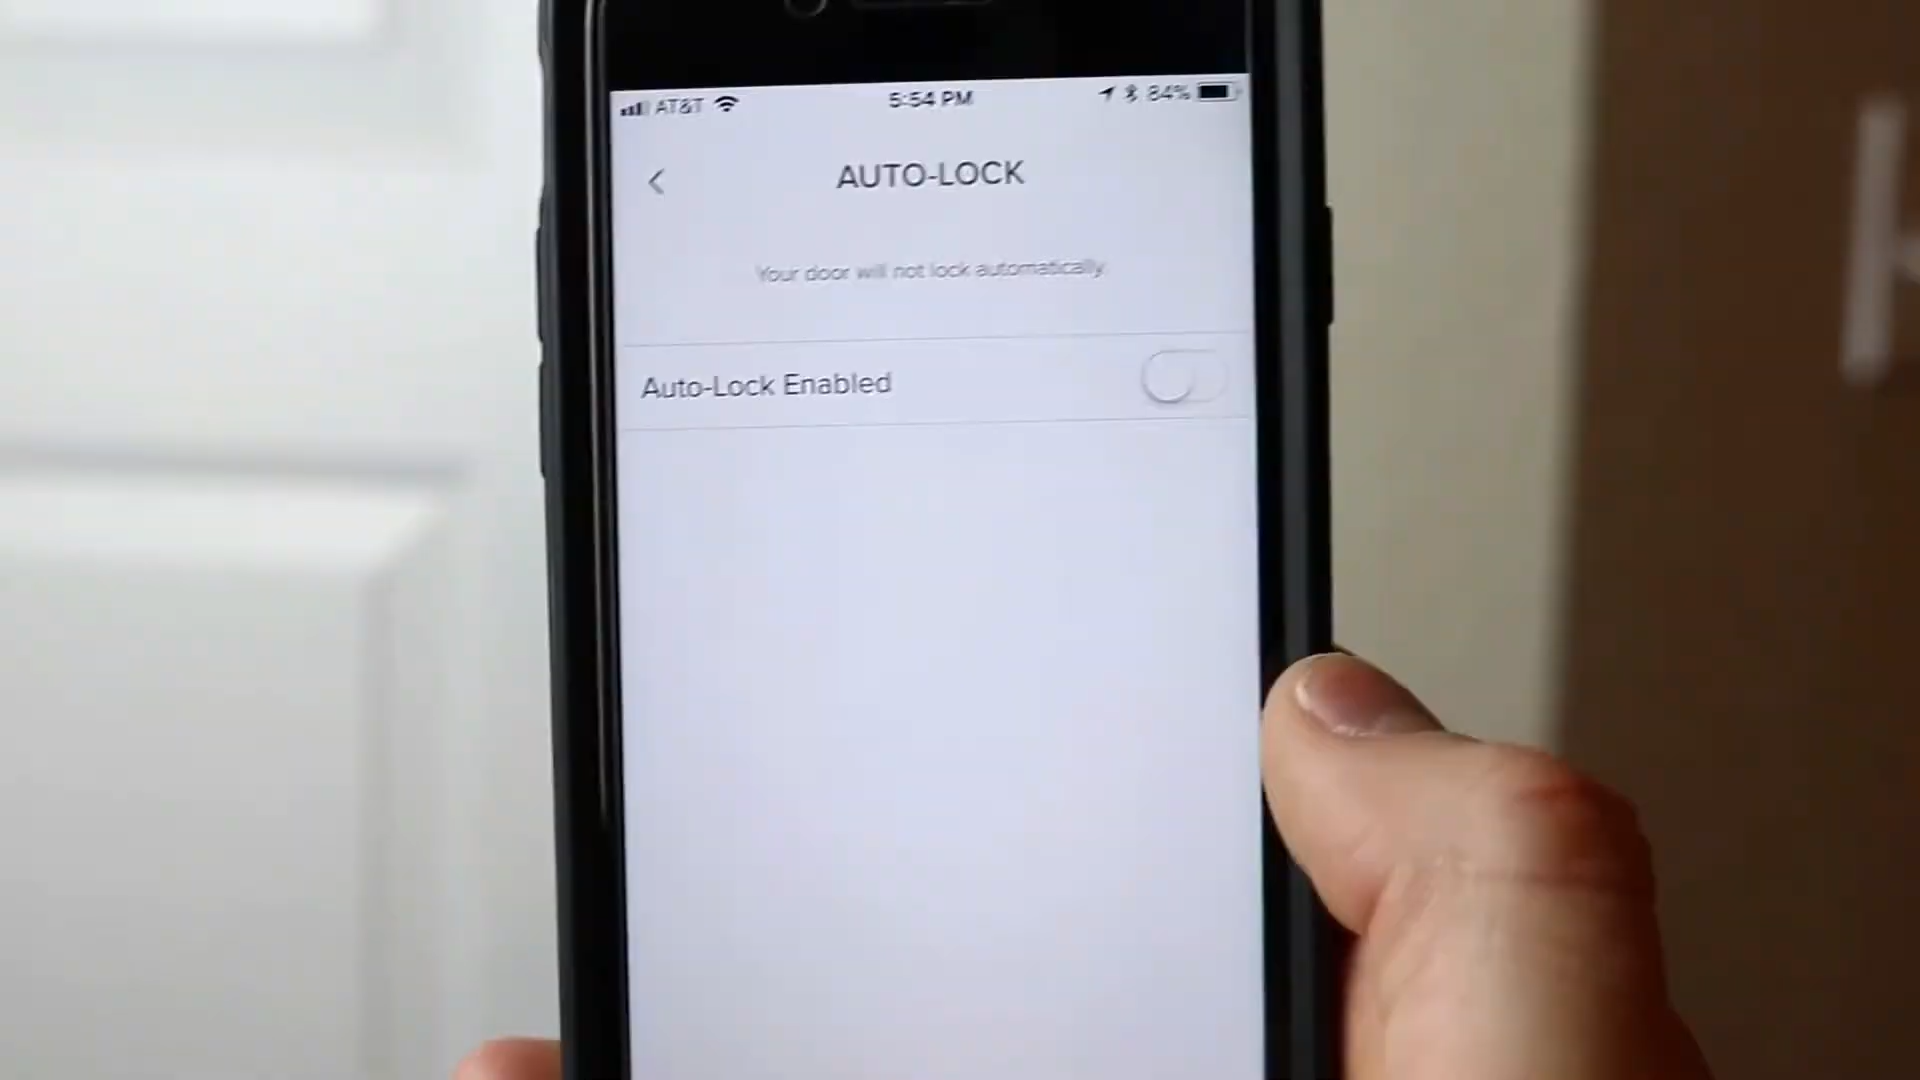 AT&T 5:54 PM 84%
AUTO-LOCK
Your door will not lock automatically.
Auto-Lock Enabled